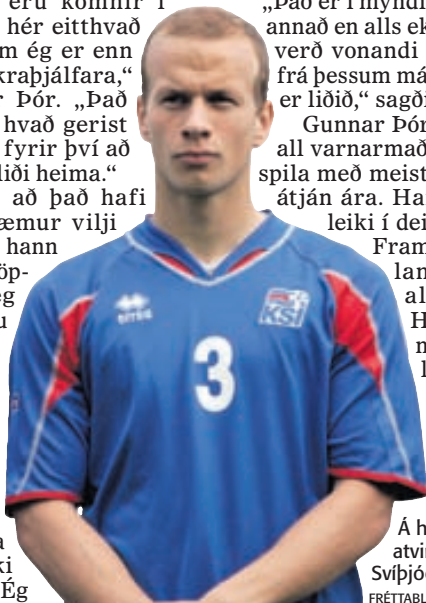 eru komnir í
hér eitthvað
m ég er enn
kraþjálfara,“
r Þór. „Það
hvað gerist
fyrir því að
liði heima.“
að það hafi
æmur vilji
hann
öp-
eg
u
a
ki
Ég
„Það er í myndi
annað en alls ek
verð vonandi
frá þessum má
er liðið,“ sagði
Gunnar Þór
all varnarmað
spila með meist
átján ára. Ha
leiki í dei
Fram
lan
al
H
n
l
errea
KSÍ
3
Á h
atvi
Svíþjó
FRÉTTABL